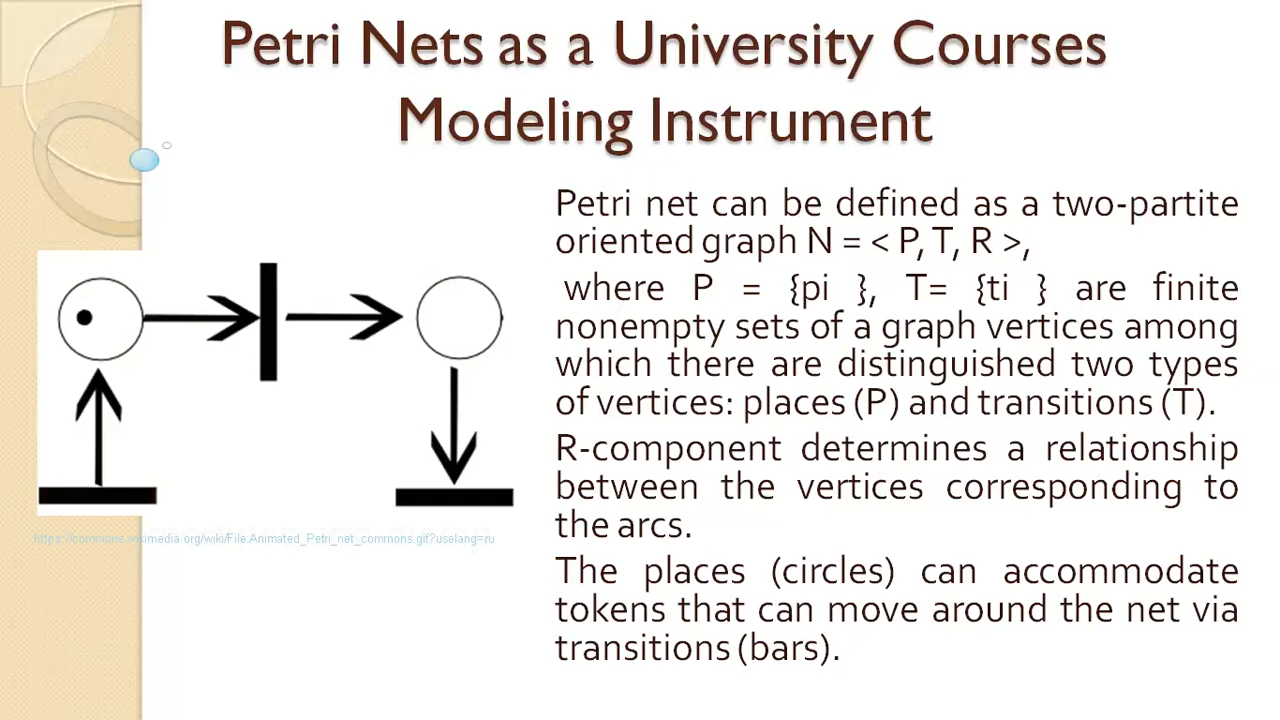 Petri Nets as a University Courses
Modeling Instrument
Petri net can be defined as a two-partite
oriented graph N = < P, T, R >,
where P = {pi }, T= {ti } are finite
nonempty sets of a graph vertices among
which there are distinguished two types
of vertices: places (P) and transitions (T).
R-component determines a relationship
between the vertices corresponding to
the arcs.
The places (circles) can accommodate
tokens that can move around the net via
transitions (bars).
https://commons.wikimedia.org/wiki/File:Animated_Petri_net_commons.gif?uselang=ru